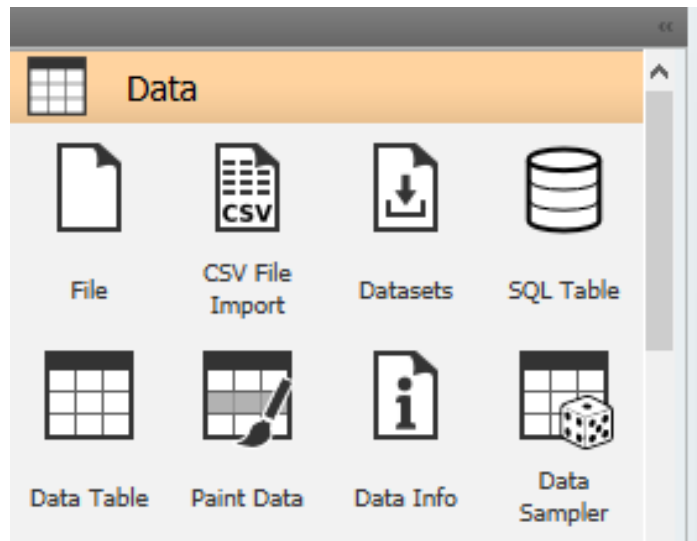 Data
CSV
File
CSV File
Import
Datasets
SQL Table
Data Table
Paint Data
Data Info
Data
Sampler